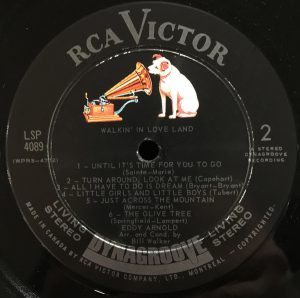 RCA VICTOR
WALKIN' IN LOVE LAND
LSP
4089
2
A STEREO
DYNAGROOVE
RECORDING
1 - UNTIL IT'S TIME FOR YOU TO GO
(Sainte-Marie)
2 - TURN AROUND, LOOK AT ME (Capehart)
3 - ALL I HAVE TO DO IS DREAM (Bryant-Bryant)
4 - LITTLE GIRLS AND LITTLE BOYS (Tubert)
5 - JUST ACROSS THE MOUNTAIN
(Mercer-Kent)
6 - THE OLIVE TREE
(Springfield-Lampert)
EDDY ARNOLD
Arr. and Cond. by
Bill Walker
LIVING
STEREO
DYNAGROOVE
LIVING
STEREO
MADE IN CANADA BY RCA VICTOR COMPANY, LTD. MONTREAL - COPYRIGHTED